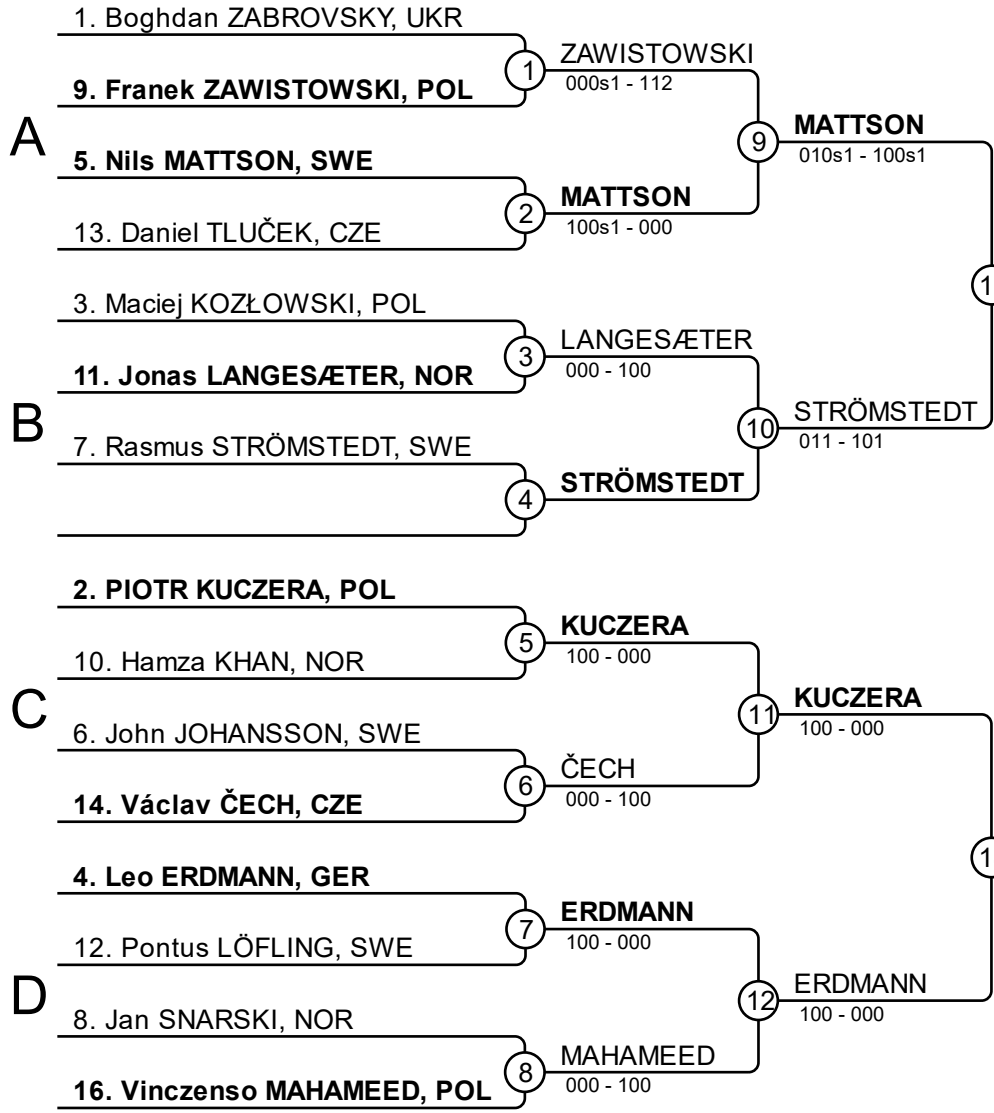 1. Boghdan ZABROVSKY, UKR
9. Franek ZAWISTOWSKI, POL
A
5. Nils MATTSON, SWE
13. Daniel TLUČEK, CZE
3. Maciej KOZŁOWSKI, POL
11. Jonas LANGESÆTER, NOR
B
7. Rasmus STRÖMSTEDT, SWE
2. PIOTR KUCZERA, POL
10. Hamza KHAN, NOR
C
6. John JOHANSSON, SWE
14. Václav ČECH, CZE
4. Leo ERDMANN, GER
12. Pontus LÖFLING, SWE
D
8. Jan SNARSKI, NOR
16. Vinczenso MAHAMEED, POL
1
ZAWISTOWSKI
000s1 - 112
2
MATTSON
100s1 - 000
3
LANGESÆTER
000 - 100
4
STRÖMSTEDT
5
KUCZERA
100 - 000
6
ČECH
000 - 100
7
ERDMANN
100 - 000
8
MAHAMEED
000 - 100
9
MATTSON
010s1 - 100s1
10
STRÖMSTEDT
011 - 101
11
KUCZERA
100 - 000
12
ERDMANN
100 - 000
1
1